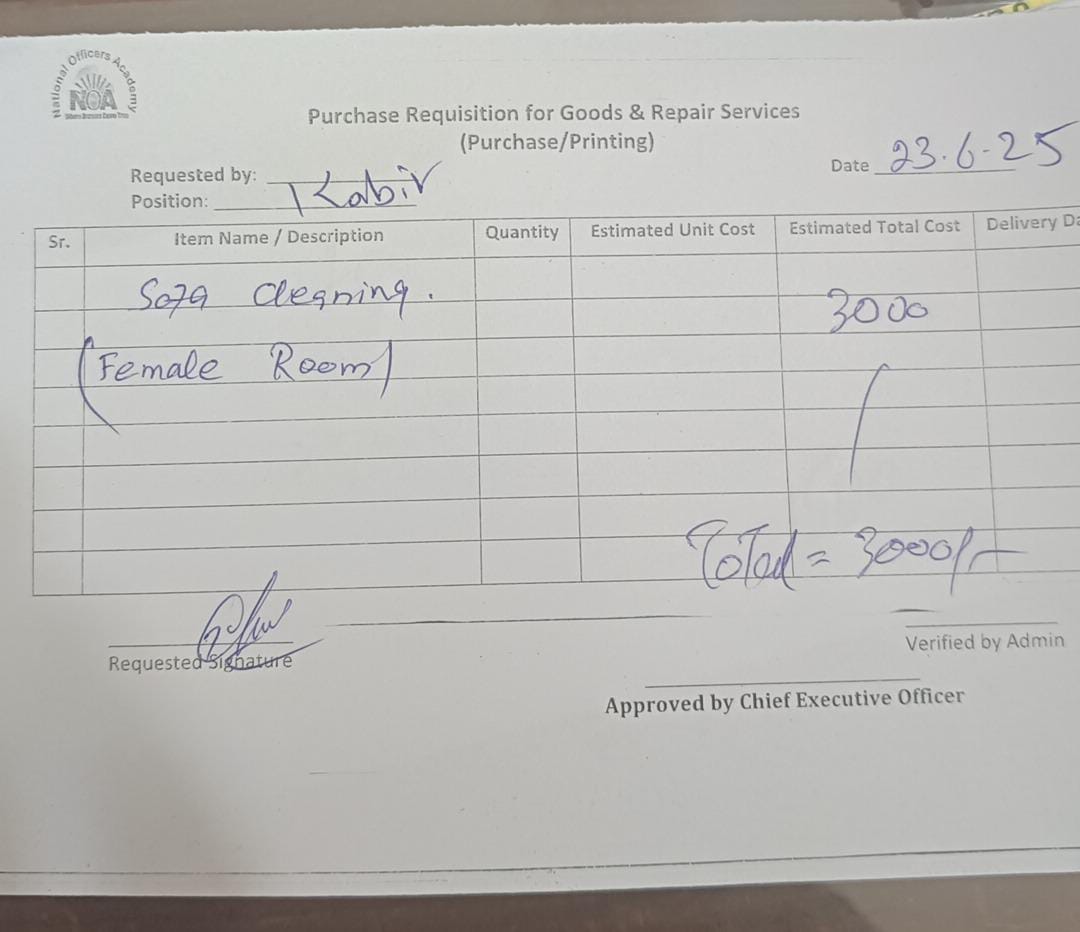 National Officers Academy
NOA
Purchase Requisition for Goods & Repair Services
(Purchase/Printing)
Date 23.6-25
Requested by: Kabir
Position:
Sr. Item Name / Description Quantity Estimated Unit Cost Estimated Total Cost Delivery Da
Sofa Cleaning. 3000
(Female Room)
Total = 3000/-
Requested Signature
Verified by Admin
Approved by Chief Executive Officer